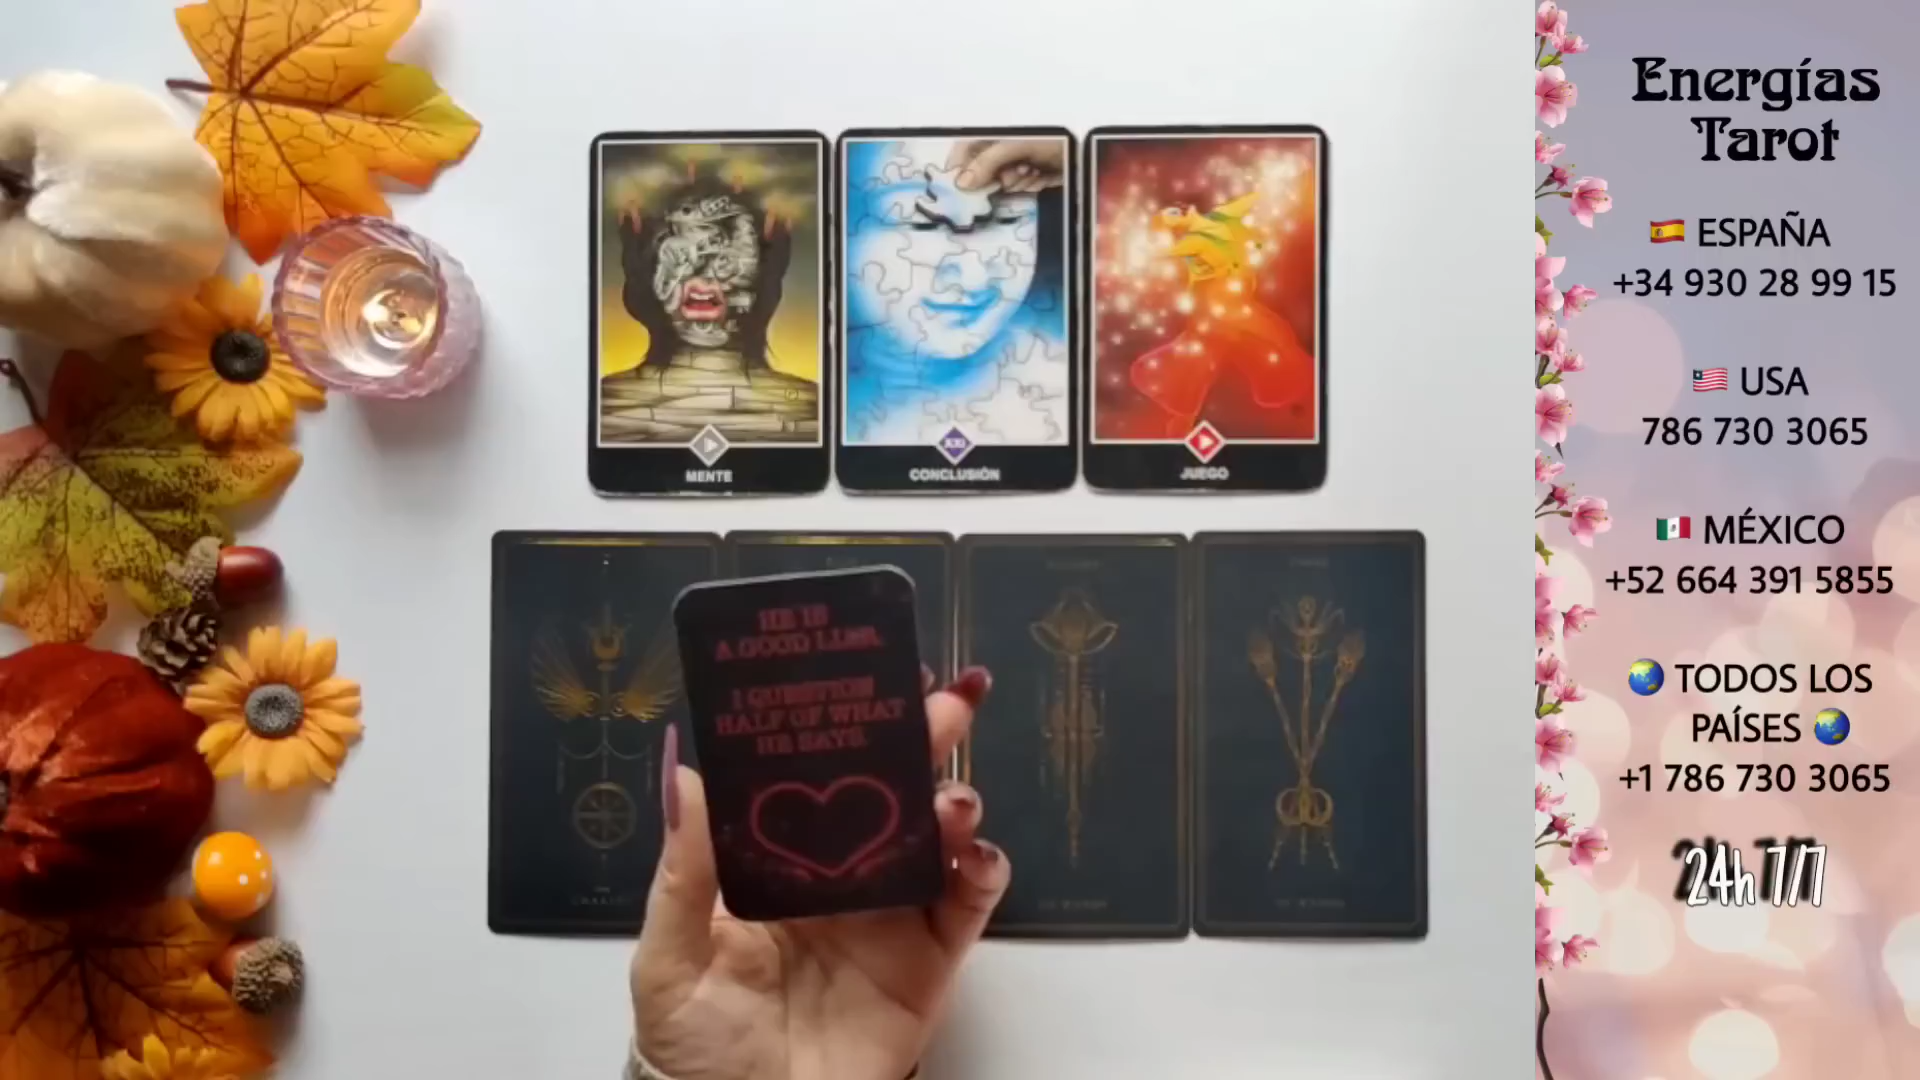 MENTE
XXI
CONCLUSIÓN
JUEGO
HE IS
A GOOD LIAR.
I QUESTION
HALF OF WHAT
HE SAYS.
Energías
Tarot
ESPAÑA
+34 930 28 99 15
USA
786 730 3065
MÉXICO
+52 664 391 5855
TODOS LOS
PAÍSES
+1 786 730 3065
24h 7/7